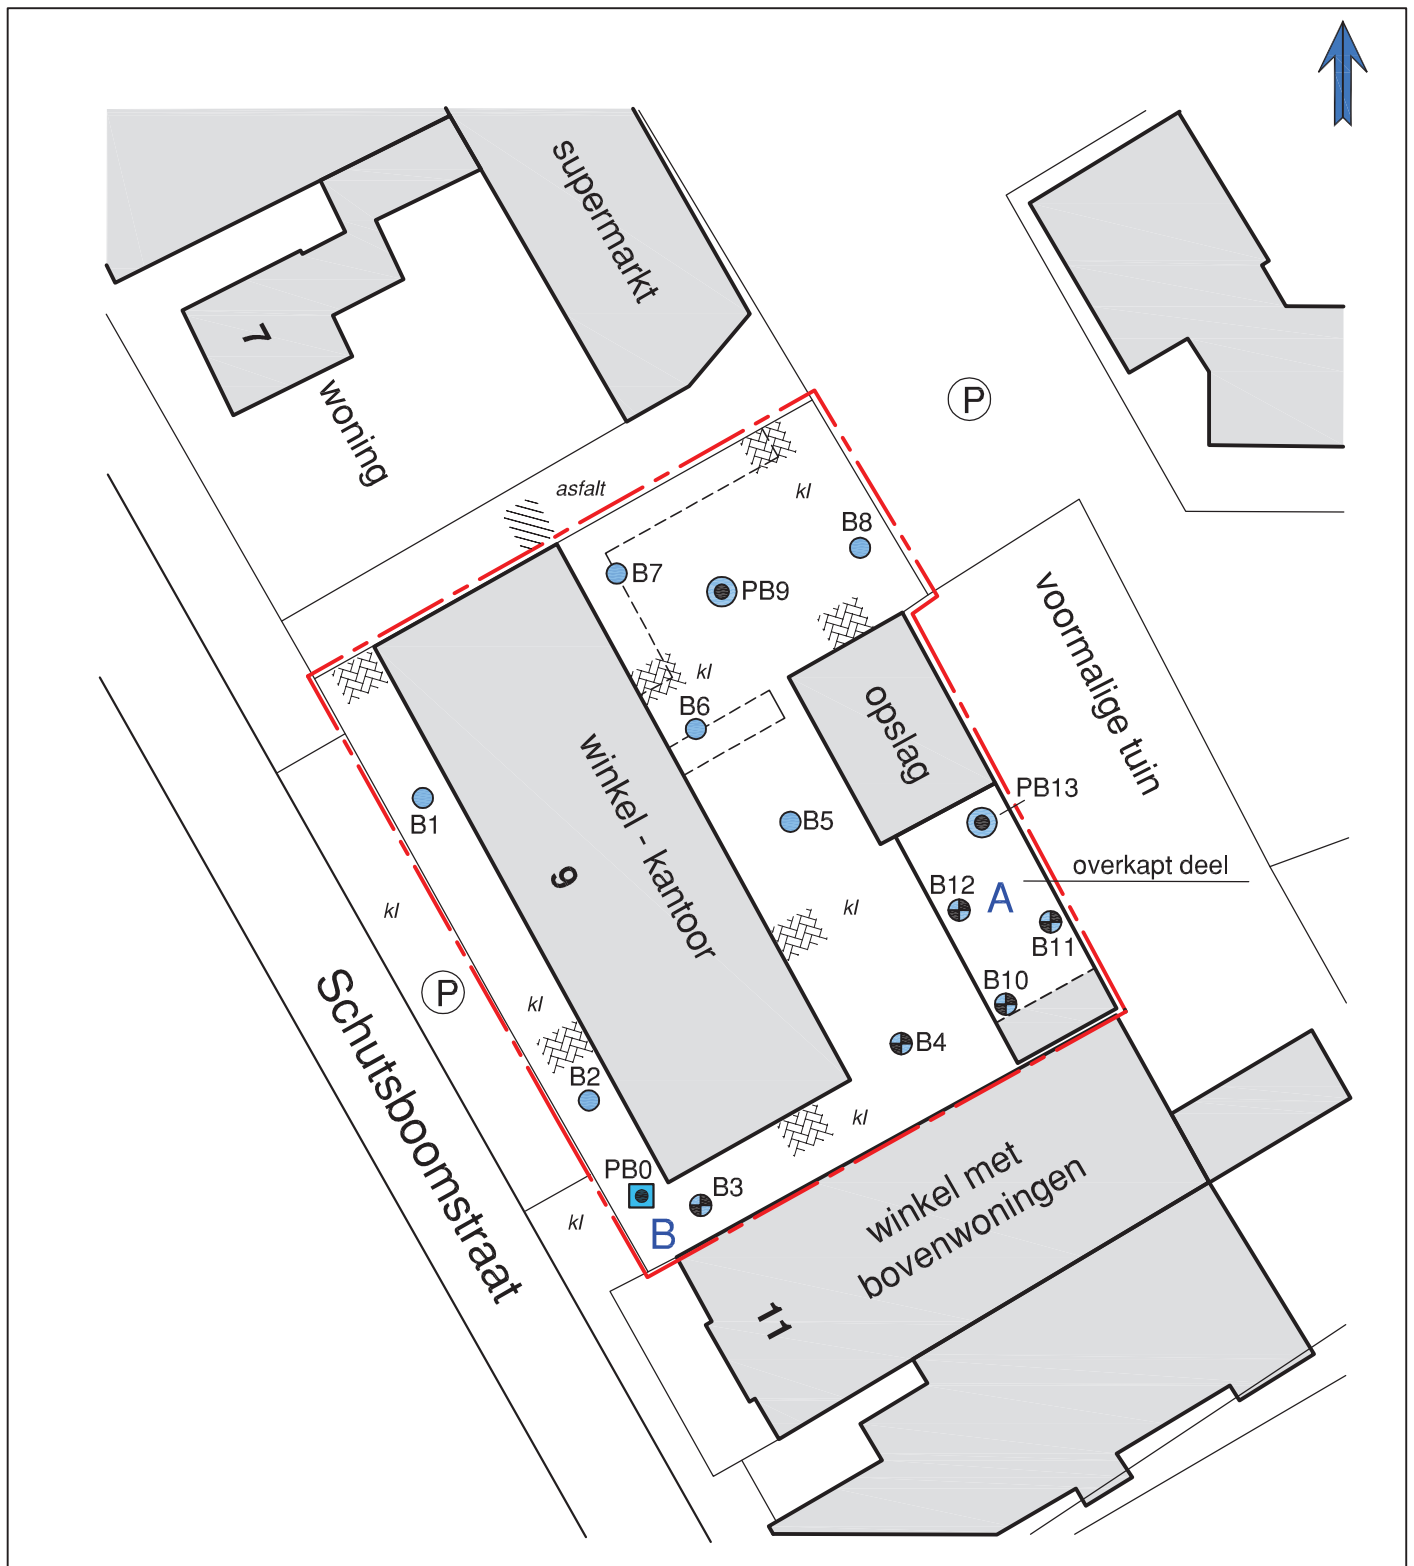 supermarkt
7
woning
P
asfalt
kl
B8
B7
PB9
voormalige tuin
kl
opslag
B6
winkel - kantoor
9
PB13
B1
B5
overkapt deel
B12
A
kl
kl
B11
B10
P
kl
Schutsboomstraat
B4
B2
kl
winkel met
bovenwoningen
PB0
B3
kl
B
11